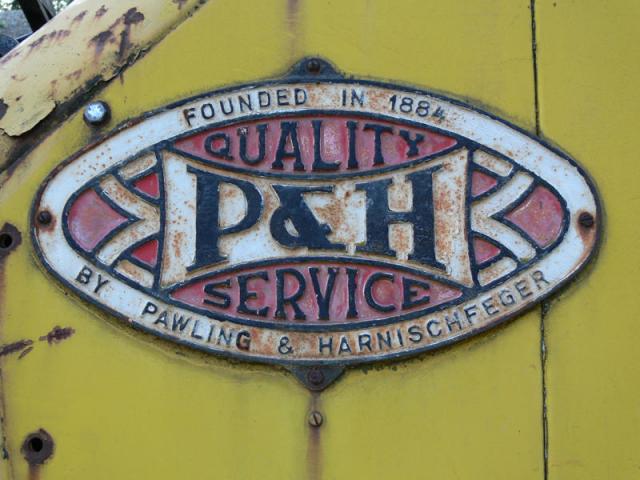 FOUNDED IN 1884
QUALITY
P&H
SERVICE
BY PAWLING & HARNISCHFEGER